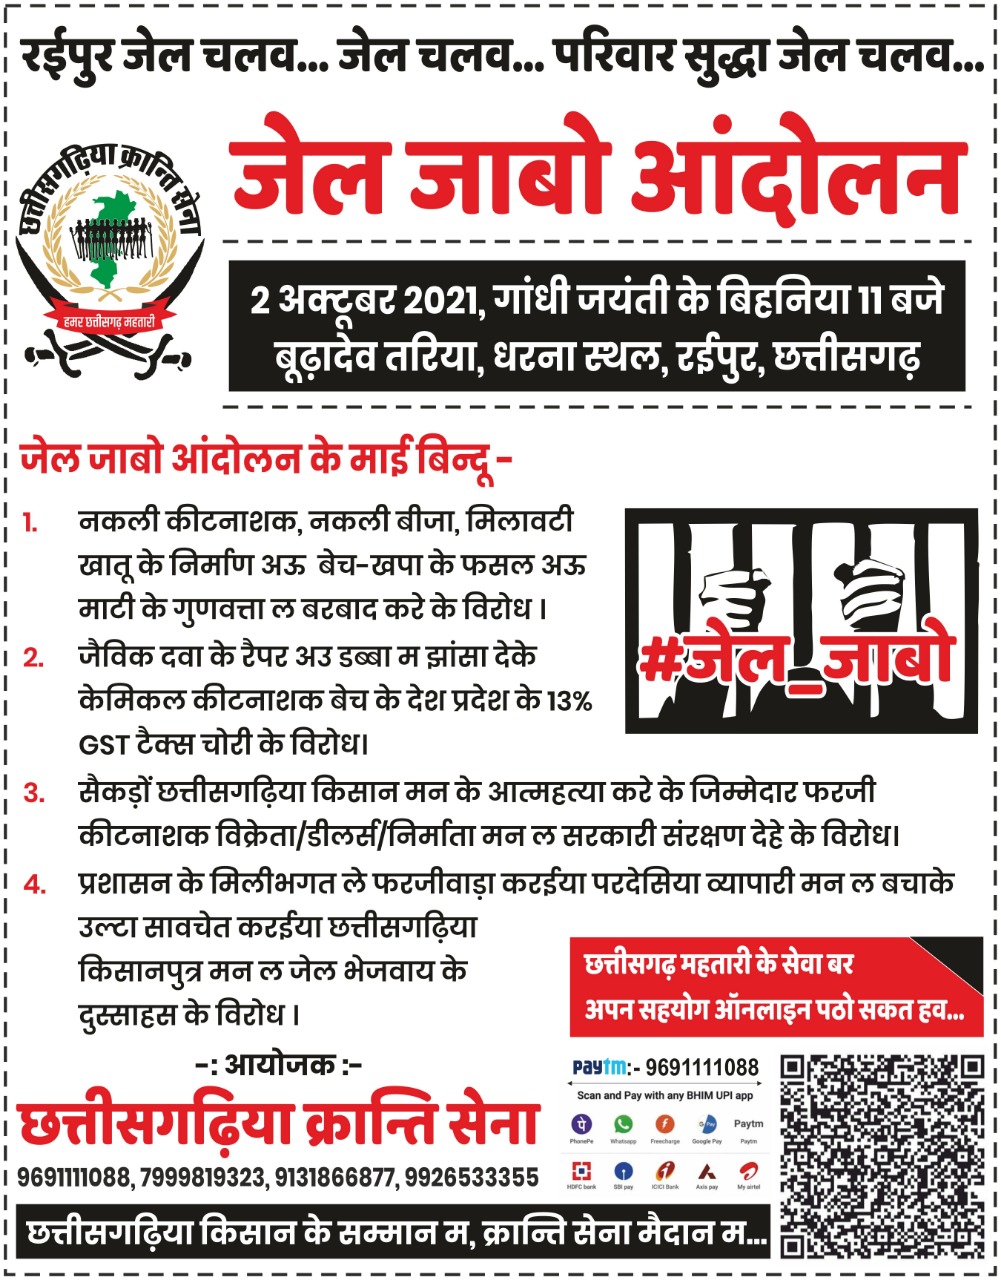 रईपुर जेल चलव... जेल चलव... परिवार सुद्धा जेल चलव...
छत्तीसगढ़िया क्रान्ति सेना
हमर छत्तीसगढ़ महतारी
जेल जाबो आंदोलन
2 अक्टूबर 2021, गांधी जयंती के बिहनिया 11 बजे
बूढ़ादेव तरिया, धरना स्थल, रईपुर, छत्तीसगढ़
जेल जाबो आंदोलन के माई बिन्दू -
1. नकली कीटनाशक, नकली बीजा, मिलावटी
खातू के निर्माण अऊ बेच-खपा के फसल अऊ
माटी के गुणवत्ता ल बरबाद करे के विरोध ।
2. जैविक दवा के रैपर अउ डब्बा म झांसा देके
केमिकल कीटनाशक बेच के देश प्रदेश के 13%
GST टैक्स चोरी के विरोध।
#जेल_जाबो
3. सैकड़ों छत्तीसगढ़िया किसान मन के आत्महत्या करे के जिम्मेदार फरजी
कीटनाशक विक्रेता/डीलर्स/निर्माता मन ल सरकारी संरक्षण देहे के विरोध।
4. प्रशासन के मिलीभगत ले फरजीवाड़ा करईया परदेसिया व्यापारी मन ल बचाके
उल्टा सावचेत करईया छत्तीसगढ़िया
किसानपुत्र मन ल जेल भेजवाय के
दुस्साहस के विरोध ।
छत्तीसगढ़ महतारी के सेवा बर
अपन सहयोग ऑनलाइन पठो सकत हव...
-: आयोजक :-
छत्तीसगढ़िया क्रान्ति सेना
9691111088, 7999819323, 9131866877, 9926533355
Paytm:- 9691111088
Scan and Pay with any BHIM UPI app
Pay Paytm
PhonePe Whatsapp Freecharge Google Pay Paytm
HDFC bank SBI pay ICICI Bank Axis pay My airtel
छत्तीसगढ़िया किसान के सम्मान म, क्रान्ति सेना मैदान म...